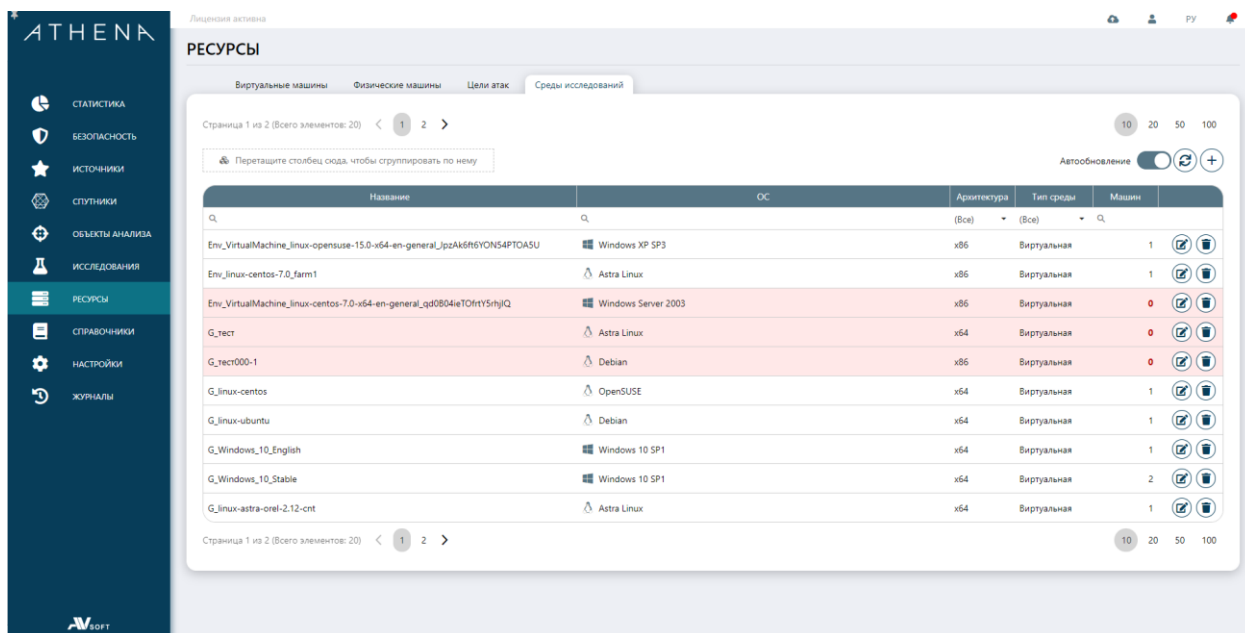 ATHENA
Лицензия активна
РУ
РЕСУРСЫ
Виртуальные машины Физические машины Цели атак Среды исследований
СТАТИСТИКА
БЕЗОПАСНОСТЬ
ИСТОЧНИКИ
СПУТНИКИ
ОБЪЕКТЫ АНАЛИЗА
ИССЛЕДОВАНИЯ
РЕСУРСЫ
СПРАВОЧНИКИ
НАСТРОЙКИ
ЖУРНАЛЫ
AVSOFT
Страница 1 из 2 (Всего элементов: 20) 1 2 10 20 50 100
Перетащите столбец сюда, чтобы сгруппировать по нему Автообновление
Название ОС Архитектура Тип среды Машин
(Все) (Все)
Env_VirtualMachine_linux-opensuse-15.0-x64-en-general_JpzAk6ft6YON54PTOA5U Windows XP SP3 x86 Виртуальная 1
Env_linux-centos-7.0_farm1 Astra Linux x86 Виртуальная 1
Env_VirtualMachine_linux-centos-7.0-x64-en-general_qd0B04ieTOfrtY5rhjIQ Windows Server 2003 x86 Виртуальная 0
G_тест Astra Linux x64 Виртуальная 0
G_тест000-1 Debian x86 Виртуальная 0
G_linux-centos OpenSUSE x64 Виртуальная 1
G_linux-ubuntu Debian x64 Виртуальная 1
G_Windows_10_English Windows 10 SP1 x64 Виртуальная 1
G_Windows_10_Stable Windows 10 SP1 x64 Виртуальная 2
G_linux-astra-orel-2.12-cnt Astra Linux x64 Виртуальная 1
Страница 1 из 2 (Всего элементов: 20) 1 2 10 20 50 100